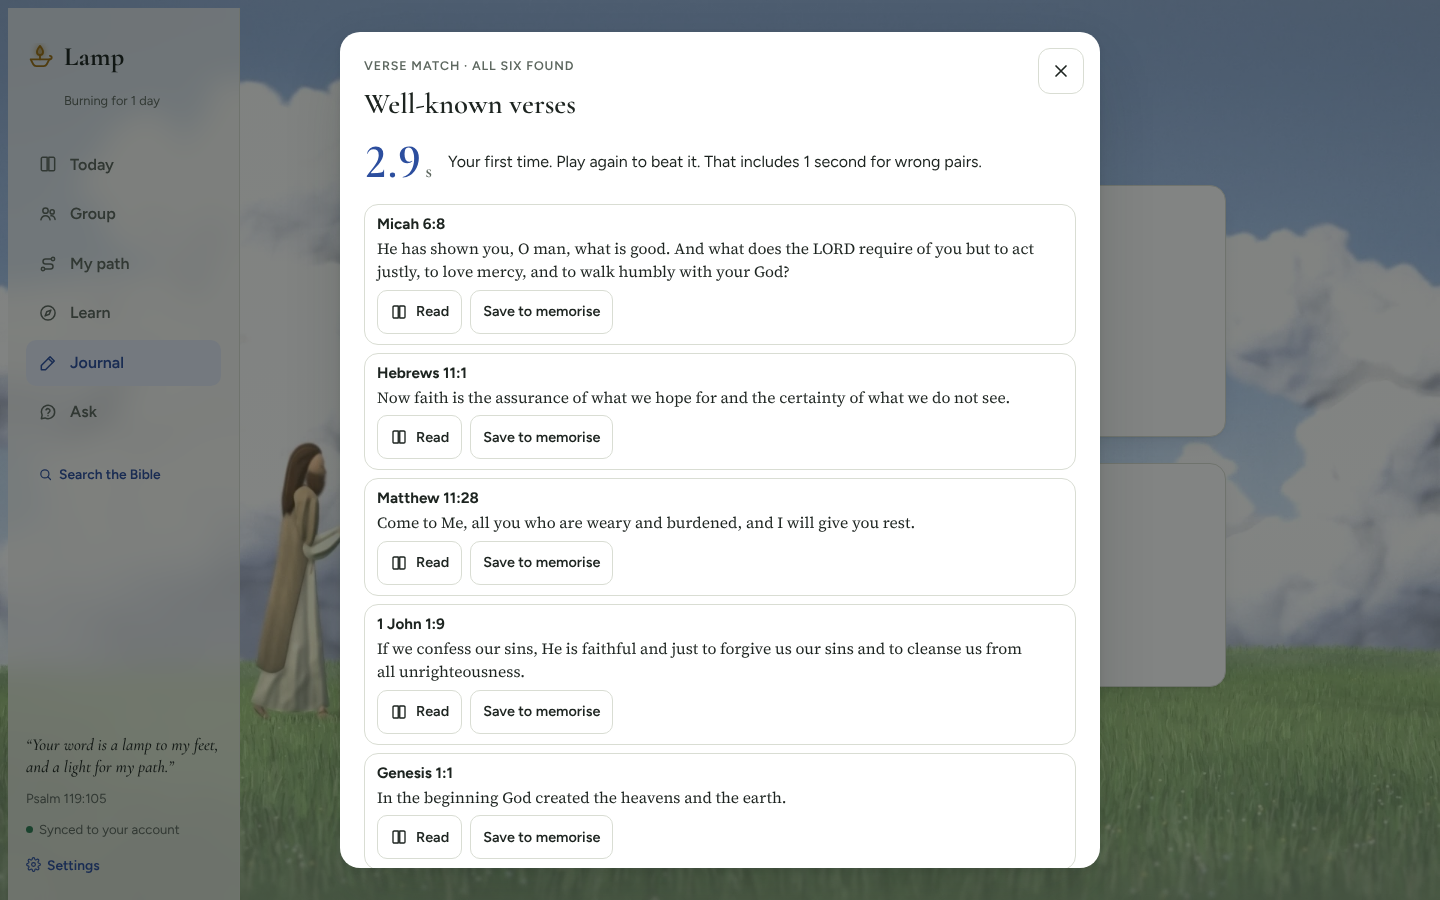 Lamp
Burning for 1 day
Today
Group
My path
Learn
Journal
Ask
Search the Bible
“Your word is a lamp to my feet,
and a light for my path.”
Psalm 119:105
Synced to your account
Settings
VERSE MATCH · ALL SIX FOUND
Well-known verses
2.9 s
Your first time. Play again to beat it. That includes 1 second for wrong pairs.
Micah 6:8
He has shown you, O man, what is good. And what does the LORD require of you but to act
justly, to love mercy, and to walk humbly with your God?
Read
Save to memorise
Hebrews 11:1
Now faith is the assurance of what we hope for and the certainty of what we do not see.
Read
Save to memorise
Matthew 11:28
Come to Me, all you who are weary and burdened, and I will give you rest.
Read
Save to memorise
1 John 1:9
If we confess our sins, He is faithful and just to forgive us our sins and to cleanse us from
all unrighteousness.
Read
Save to memorise
Genesis 1:1
In the beginning God created the heavens and the earth.
Read
Save to memorise